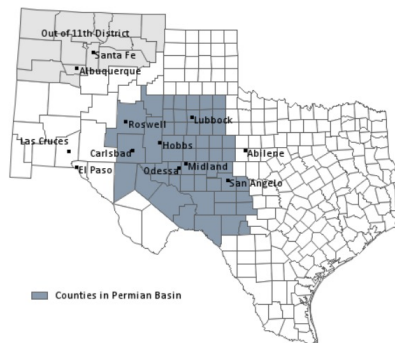 Out of 11th District
Santa Fe
Albuquerque
Roswell
Lubbock
Las Cruces
Carlsbad
Hobbs
Abilene
El Paso
Odessa
Midland
San Angelo
Counties in Permian Basin